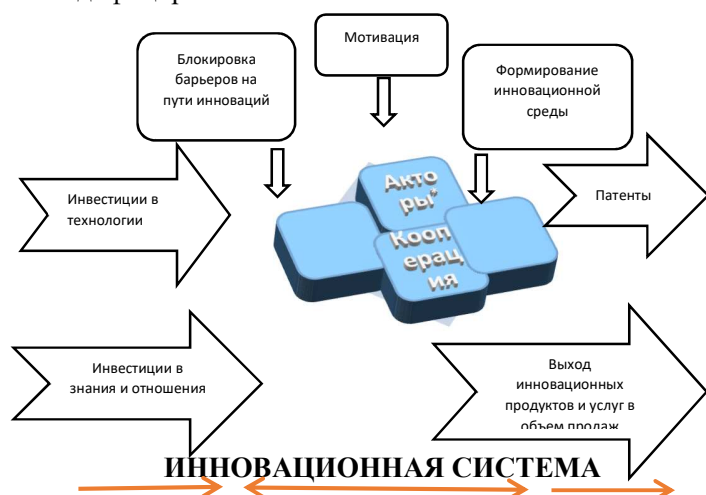 Мотивация
Блокировка
барьеров на
пути инноваций
Формирование
инновационной
среды
Инвестиции в
технологии
Акто
ры*
Кооп
ерац
ия
Патенты
Инвестиции в
знания и отношения
Выход
инновационных
продуктов и услуг в
объем продаж
ИННОВАЦИОННАЯ СИСТЕМА